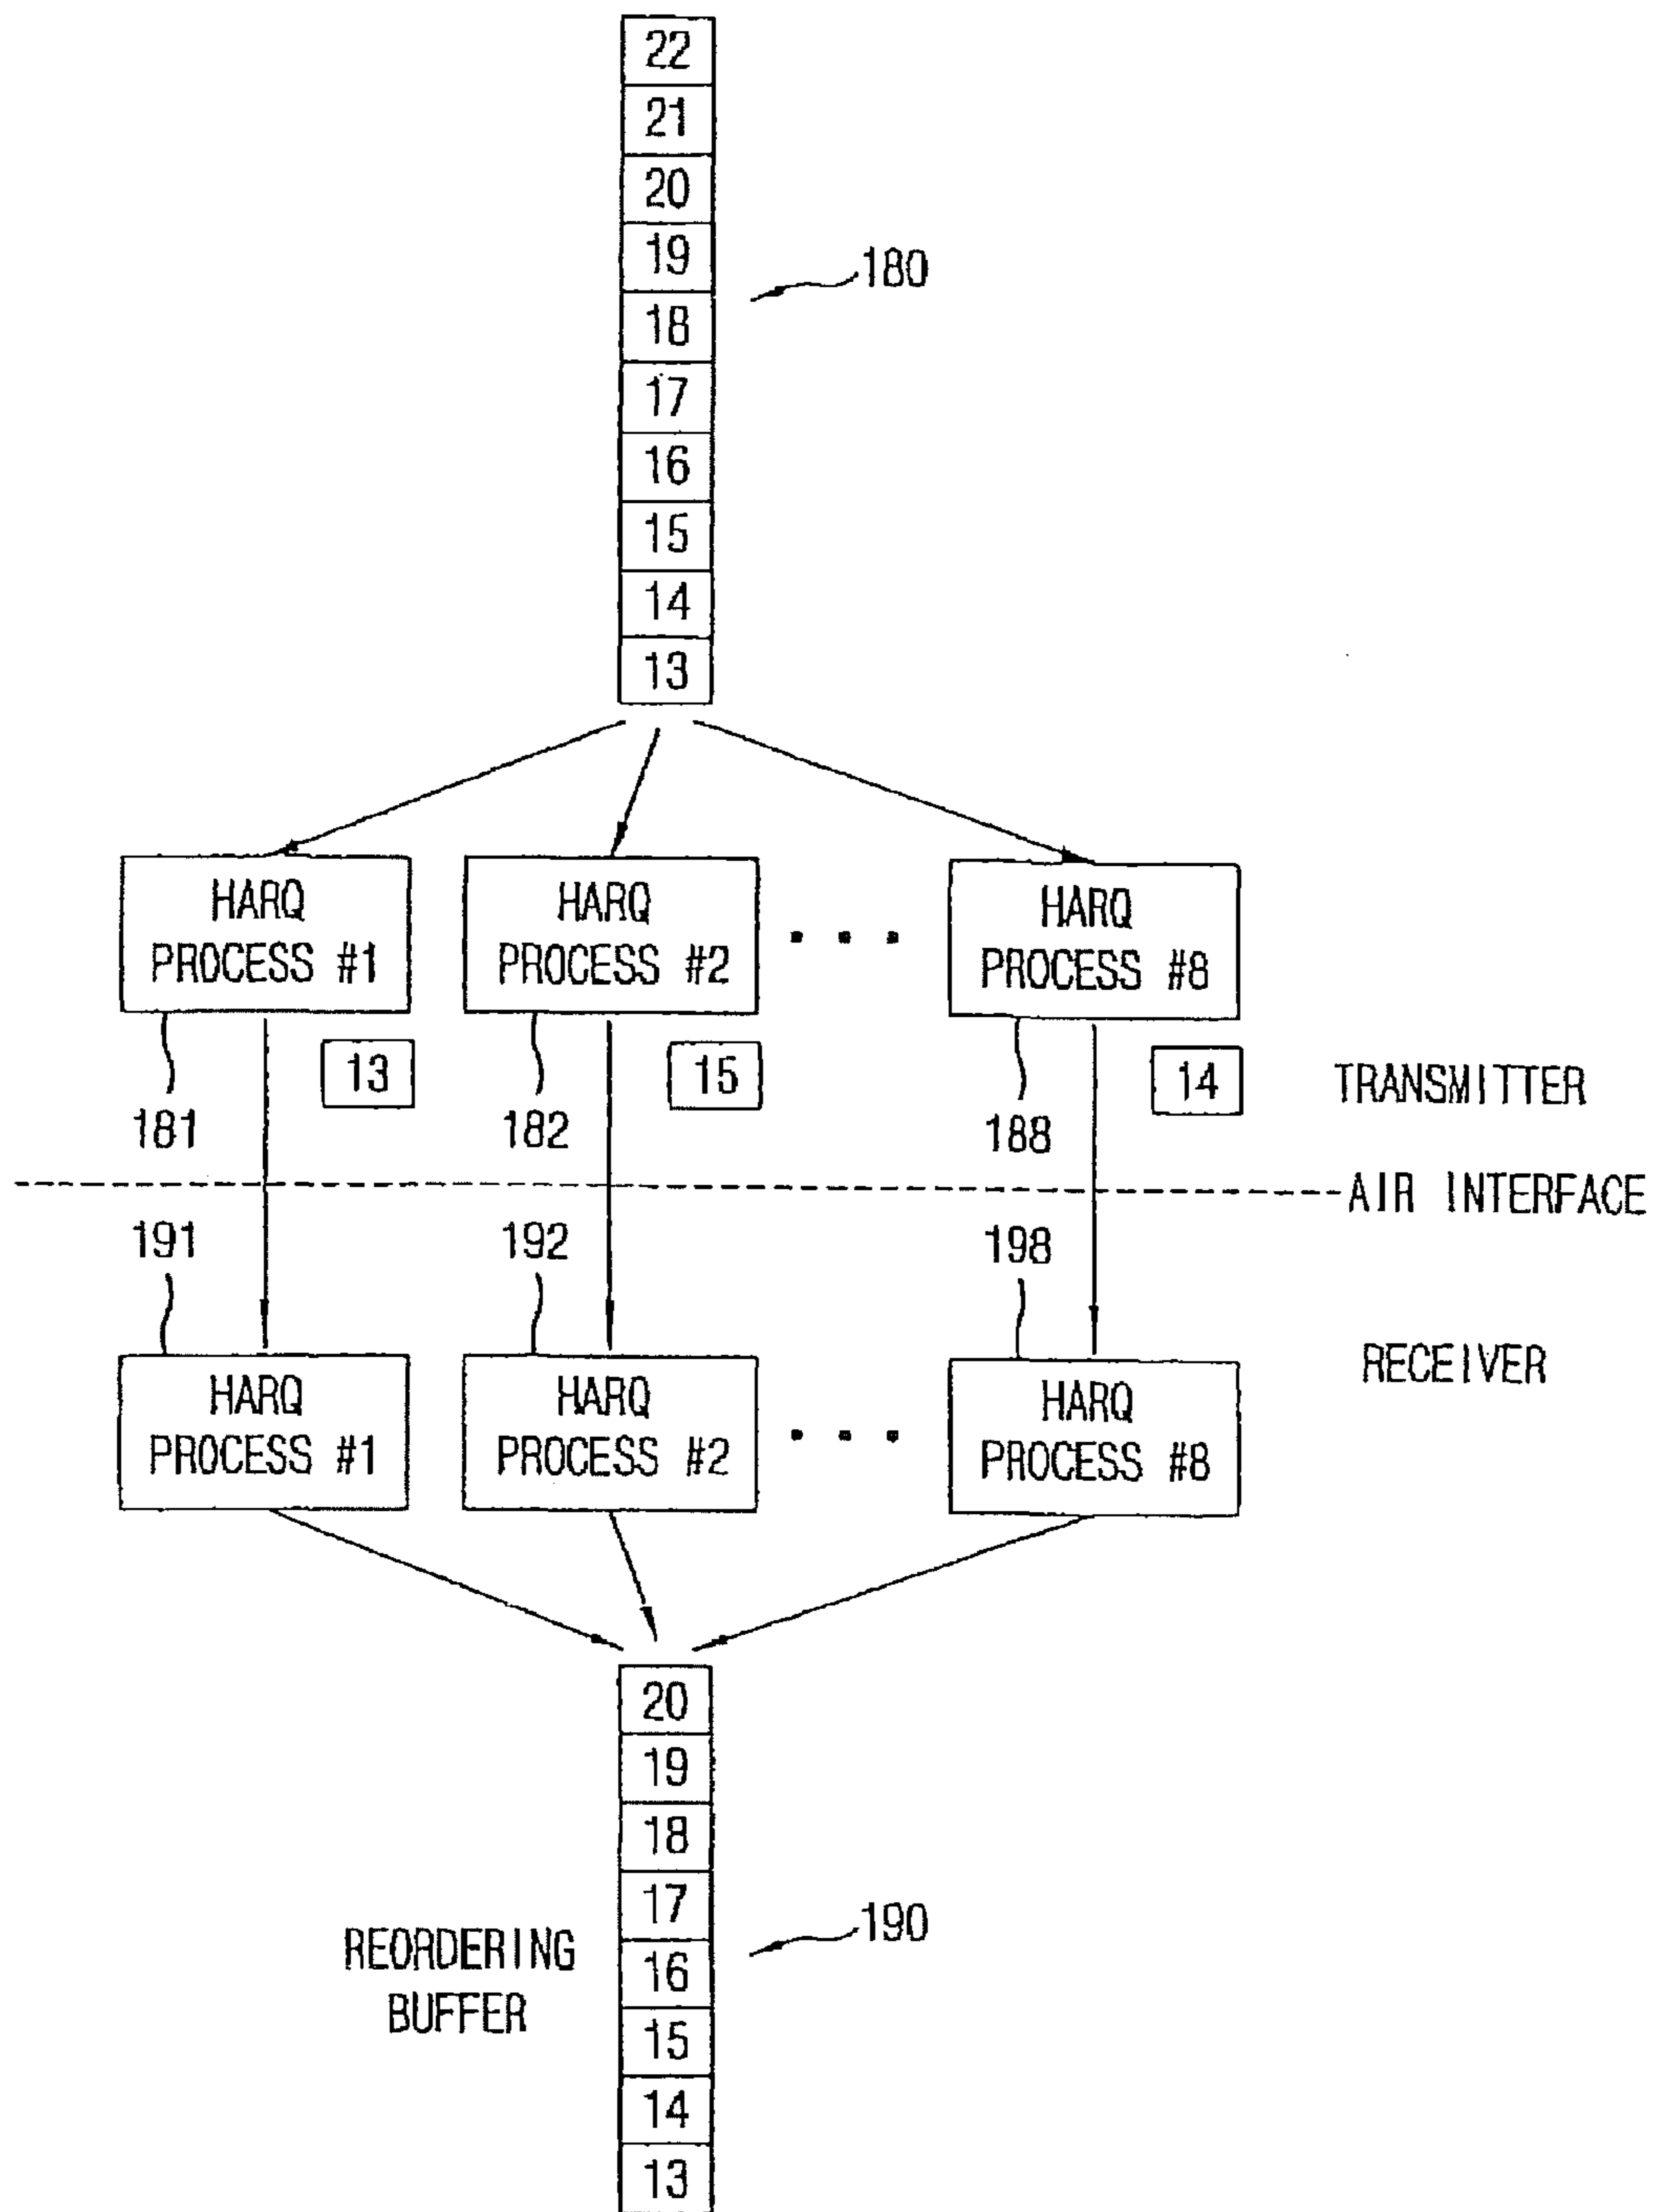 22
21
20
19
180
18
17
16
15
14
13
HARQ
PROCESS #1
HARQ
PROCESS #2
HARQ
PROCESS #8
13
15
14
TRANSMITTER
181
182
188
AIR INTERFACE
191
192
198
RECEIVER
HARQ
PROCESS #1
HARQ
PROCESS #2
HARQ
PROCESS #8
20
19
18
17
190
REORDERING
BUFFER
16
15
14
13